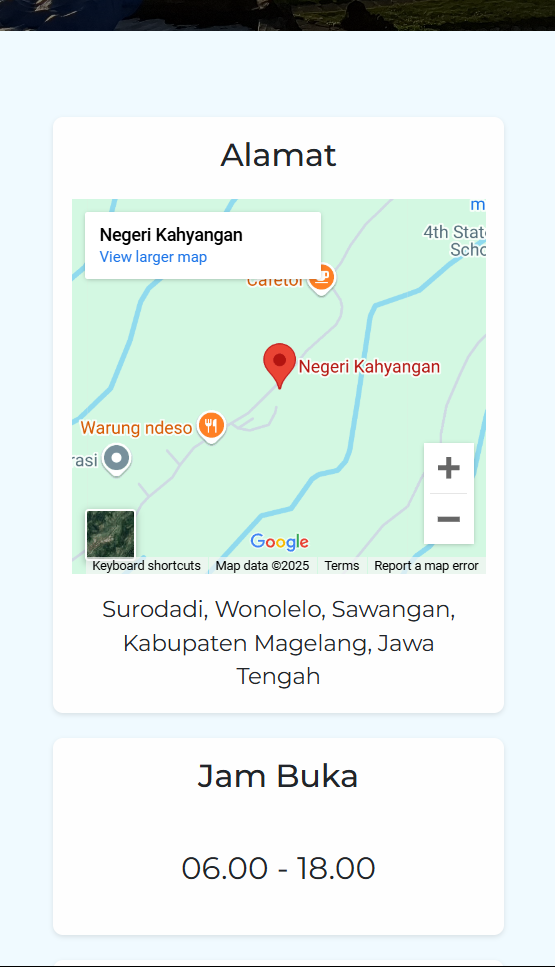 Alamat
Negeri Kahyangan
View larger map
m
4th State
Scho
Cafetoi
Negeri Kahyangan
Warung ndeso
rasi
Google
Keyboard shortcuts Map data ©2025 Terms Report a map error
Surodadi, Wonolelo, Sawangan,
Kabupaten Magelang, Jawa
Tengah
Jam Buka
06.00 - 18.00